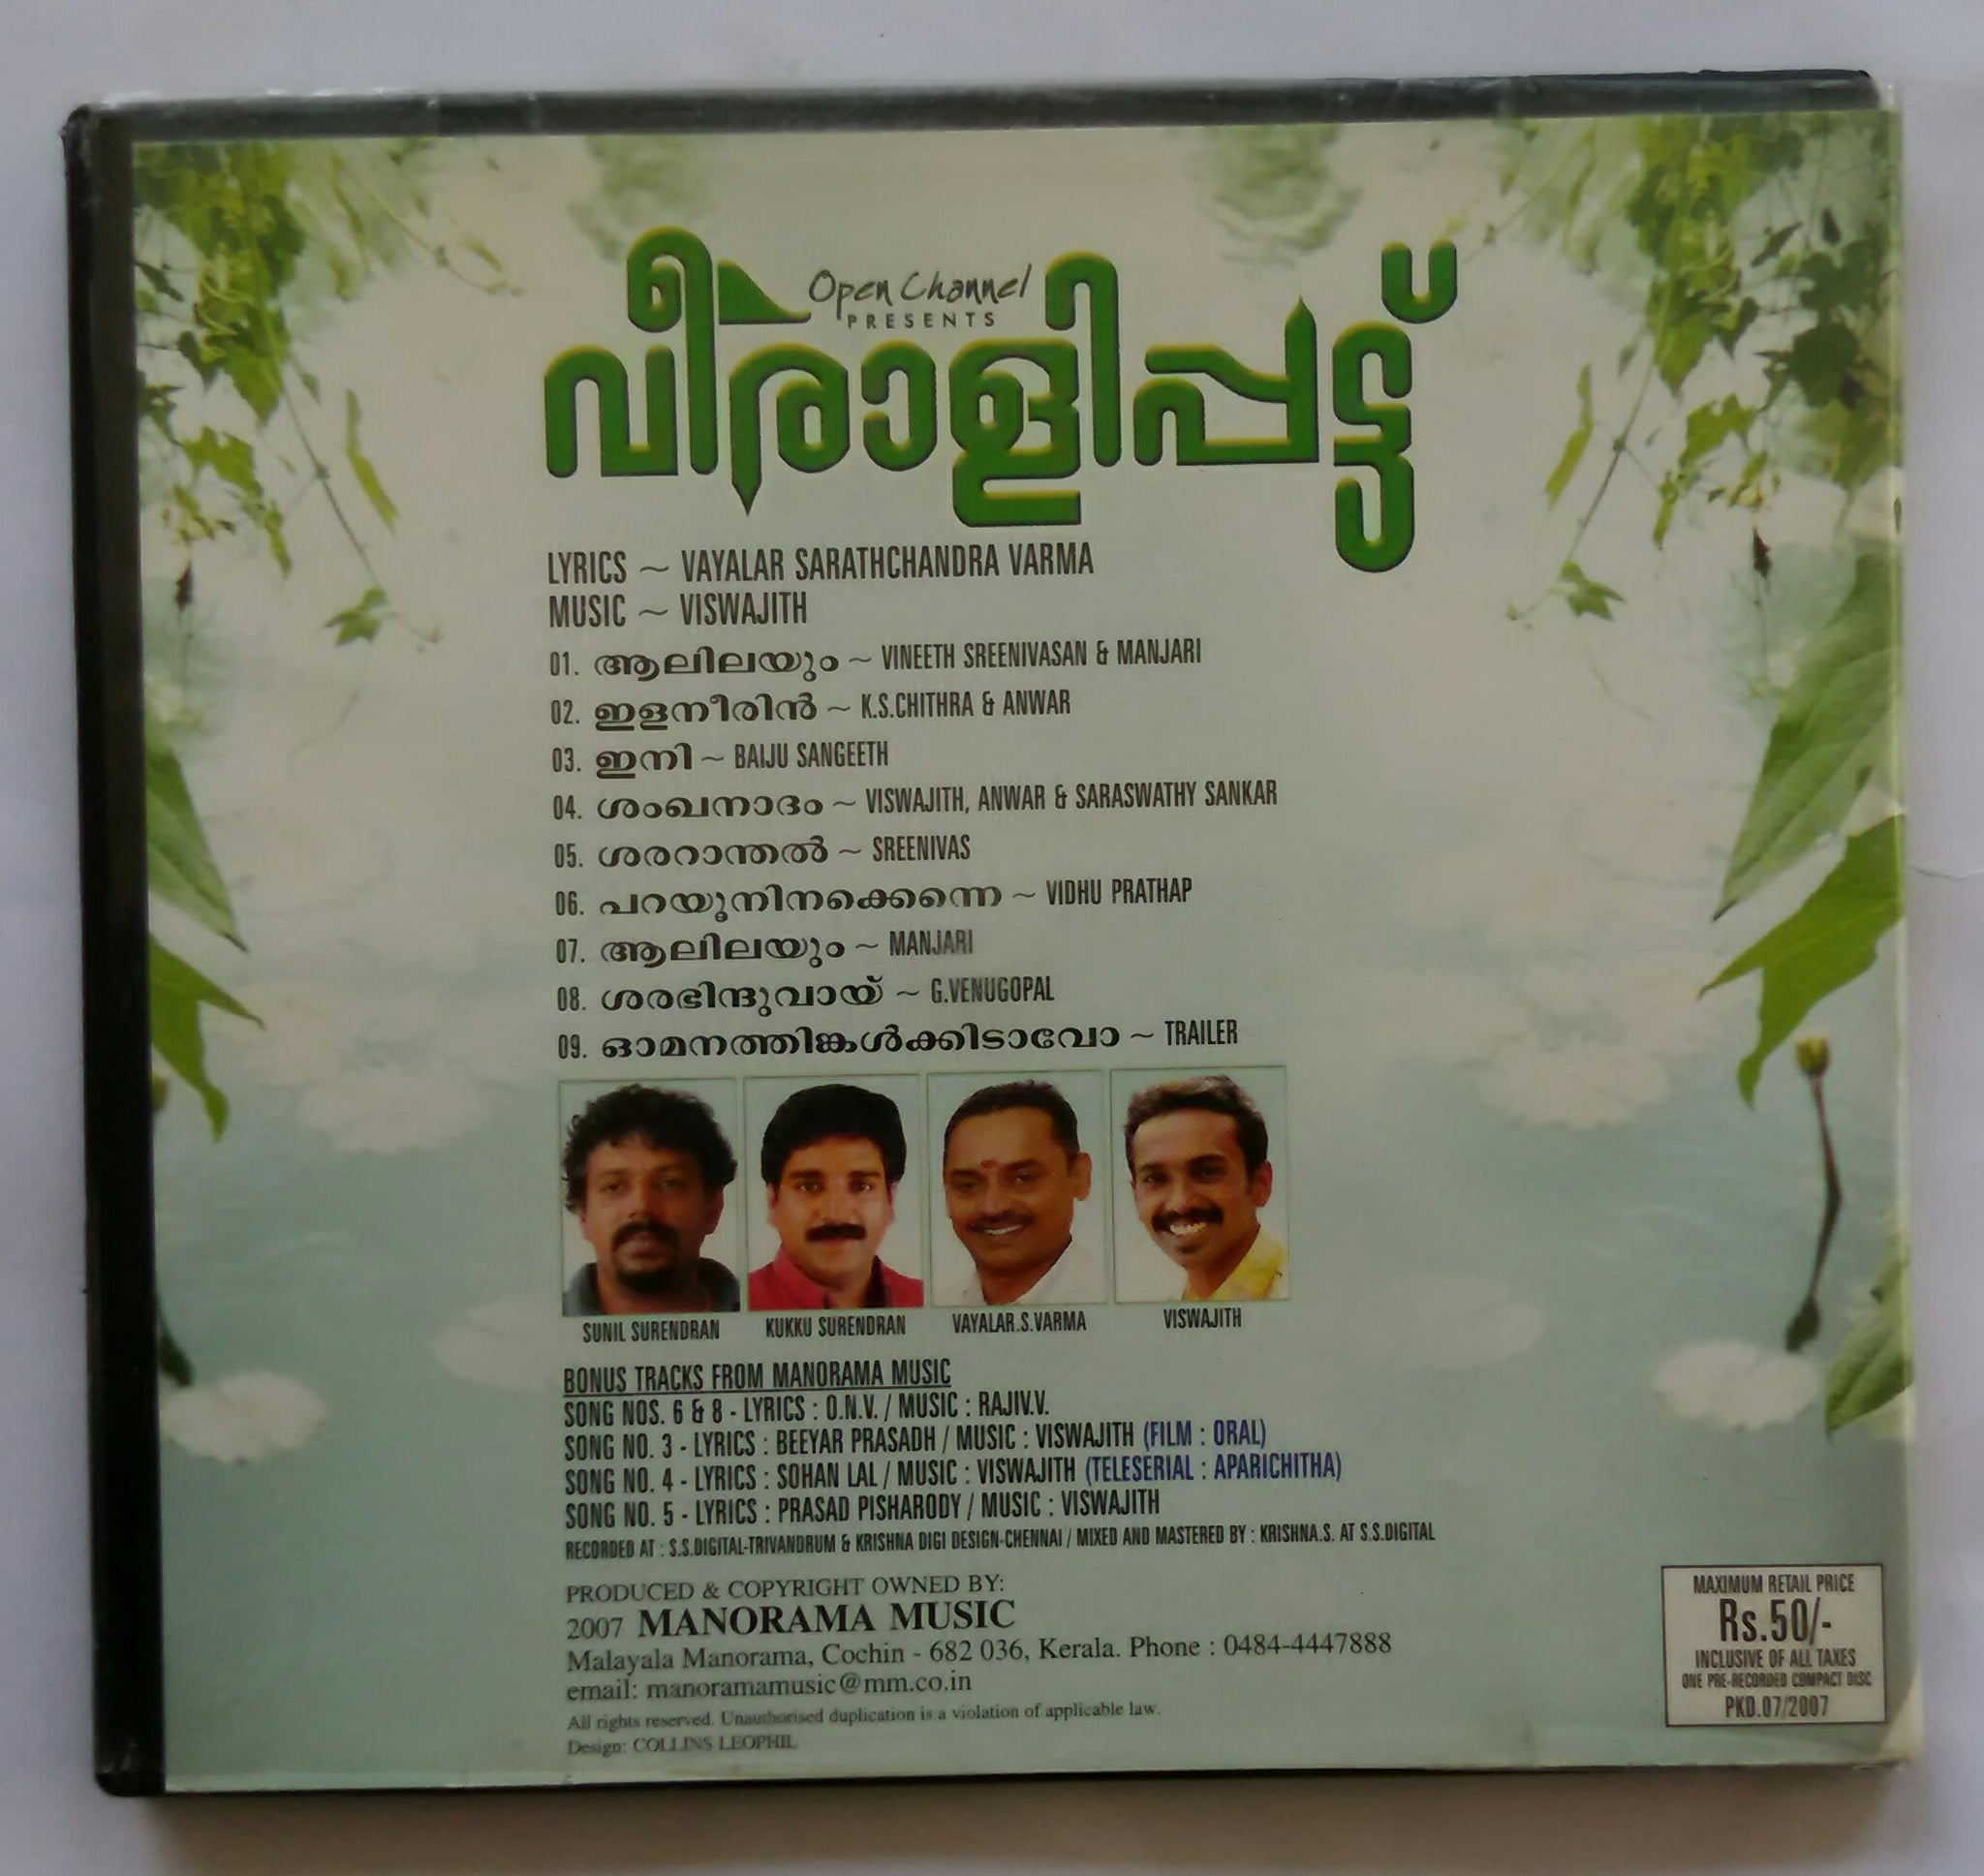 Open Channel
PRESENTS
വീരാളിപ്പട്ട്
LYRICS ~ VAYALAR SARATHCHANDRA VARMA
MUSIC ~ VISWAJITH
01. ആലിലയും ~ VINEETH SREENIVASAN & MANJARI
02. ഇളനീരിൻ ~ K.S.CHITHRA & ANWAR
03. ഇനി ~ BAIJU SANGEETH
04. ശംഖനാദം ~ VISWAJITH, ANWAR & SARASWATHY SANKAR
05. ശരറാന്തൽ ~ SREENIVAS
06. പറയൂനിനക്കെന്നെ ~ VIDHU PRATHAP
07. ആലിലയും ~ MANJARI
08. ശരഭിന്ദുവായ് ~ G.VENUGOPAL
09. ഓമനത്തിങ്കൾക്കിടാവോ ~ TRAILER
SUNIL SURENDRAN KUKKU SURENDRAN VAYALAR.S.VARMA VISWAJITH
BONUS TRACKS FROM MANORAMA MUSIC
SONG NOS. 6 & 8 - LYRICS : O.N.V. / MUSIC : RAJIV.V.
SONG NO. 3 - LYRICS : BEEYAR PRASADH / MUSIC : VISWAJITH (FILM : ORAL)
SONG NO. 4 - LYRICS : SOHAN LAL / MUSIC : VISWAJITH (TELESERIAL : APARICHITHA)
SONG NO. 5 - LYRICS : PRASAD PISHARODY / MUSIC : VISWAJITH
RECORDED AT : S.S.DIGITAL-TRIVANDRUM & KRISHNA DIGI DESIGN-CHENNAI / MIXED AND MASTERED BY : KRISHNA.S. AT S.S.DIGITAL
PRODUCED & COPYRIGHT OWNED BY:
2007 MANORAMA MUSIC
Malayala Manorama, Cochin - 682 036, Kerala. Phone : 0484-4447888
email: manoramamusic@mm.co.in
All rights reserved. Unauthorised duplication is a violation of applicable law.
Design: COLLINS LEOPHIL
MAXIMUM RETAIL PRICE
Rs.50/-
INCLUSIVE OF ALL TAXES
ONE PRE-RECORDED COMPACT DISC
PKD.07/2007